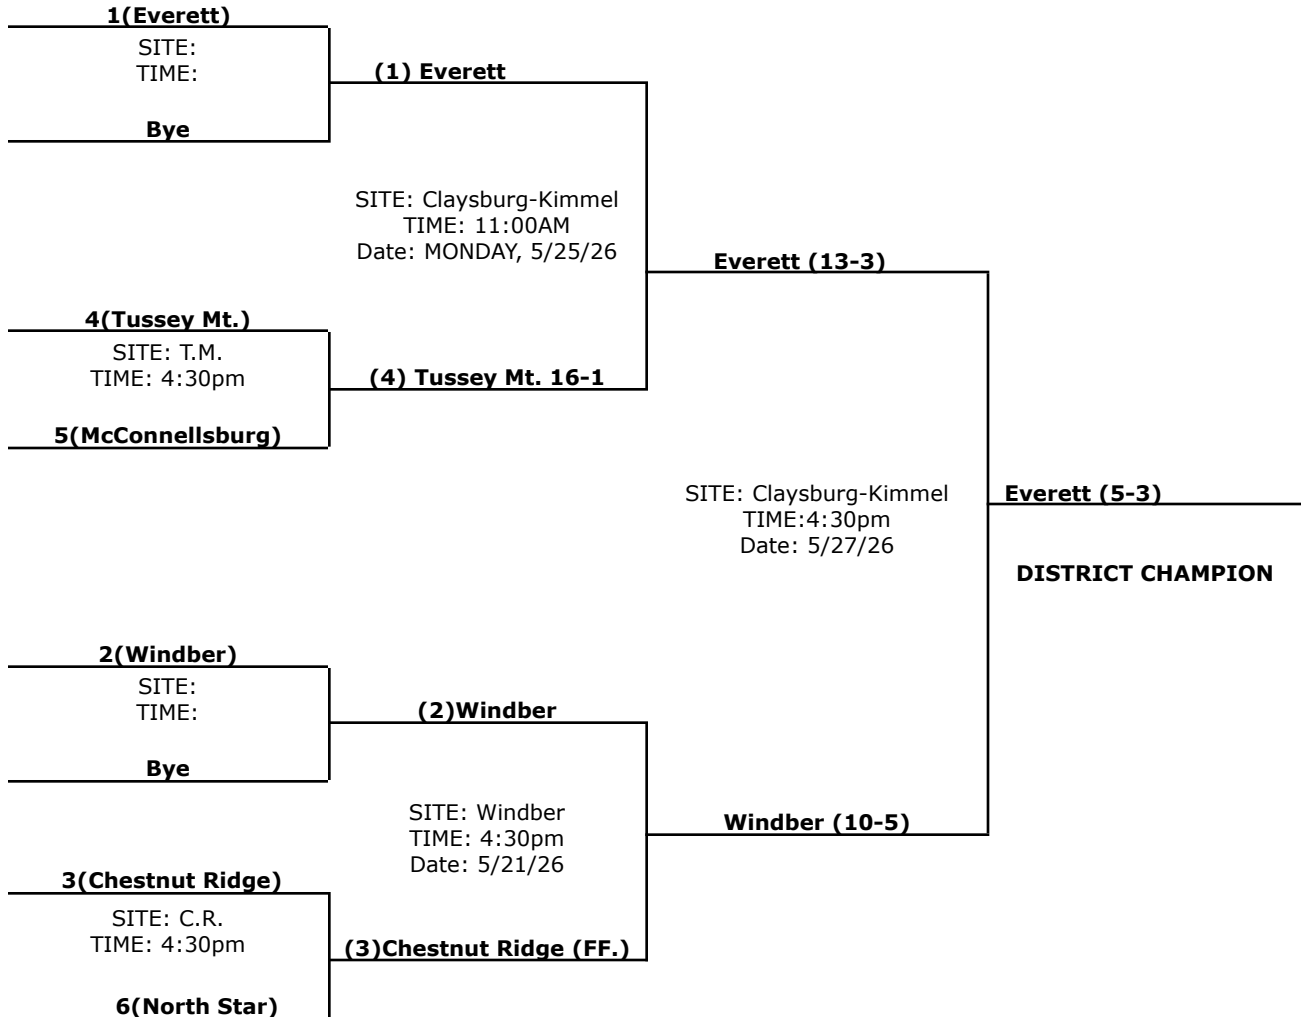 1(Everett)
SITE:
TIME:
Bye
(1) Everett
SITE: Claysburg-Kimmel
TIME: 11:00AM
Date: MONDAY, 5/25/26
4(Tussey Mt.)
SITE: T.M.
TIME: 4:30pm
5(McConnellsburg)
(4) Tussey Mt. 16-1
Everett (13-3)
SITE: Claysburg-Kimmel
TIME:4:30pm
Date: 5/27/26
Everett (5-3)
DISTRICT CHAMPION
2(Windber)
SITE:
TIME:
Bye
(2)Windber
SITE: Windber
TIME: 4:30pm
Date: 5/21/26
Windber (10-5)
3(Chestnut Ridge)
SITE: C.R.
TIME: 4:30pm
(3)Chestnut Ridge (FF.)
6(North Star)